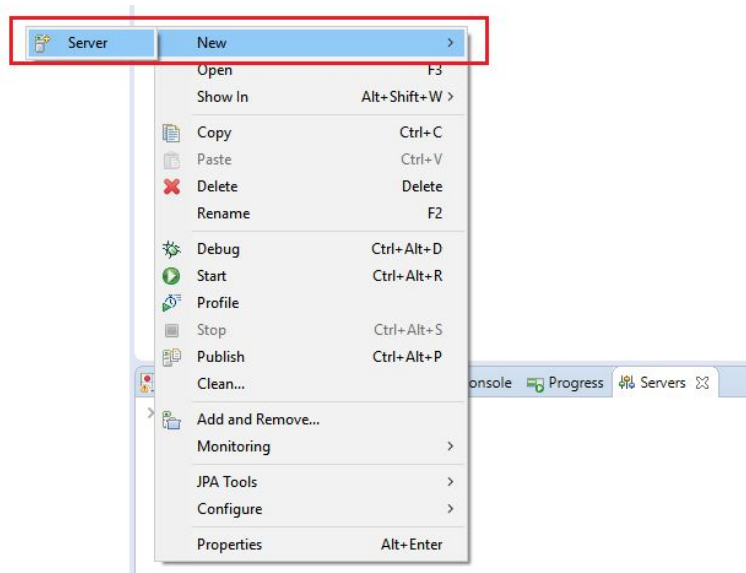 Server New >
Open F3
Show In Alt+Shift+W >
Copy Ctrl+C
Paste Ctrl+V
Delete Delete
Rename F2
Debug Ctrl+Alt+D
Start Ctrl+Alt+R
Profile
Stop Ctrl+Alt+S
Publish Ctrl+Alt+P
Clean...
onsole Progress Servers
Add and Remove...
Monitoring >
JPA Tools >
Configure >
Properties Alt+Enter